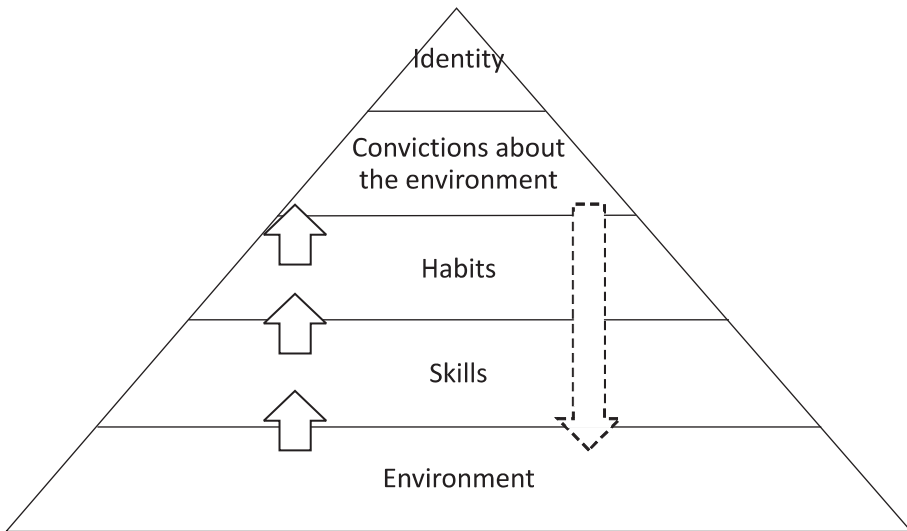 Identity
Convictions about
the environment
Habits
Skills
Environment